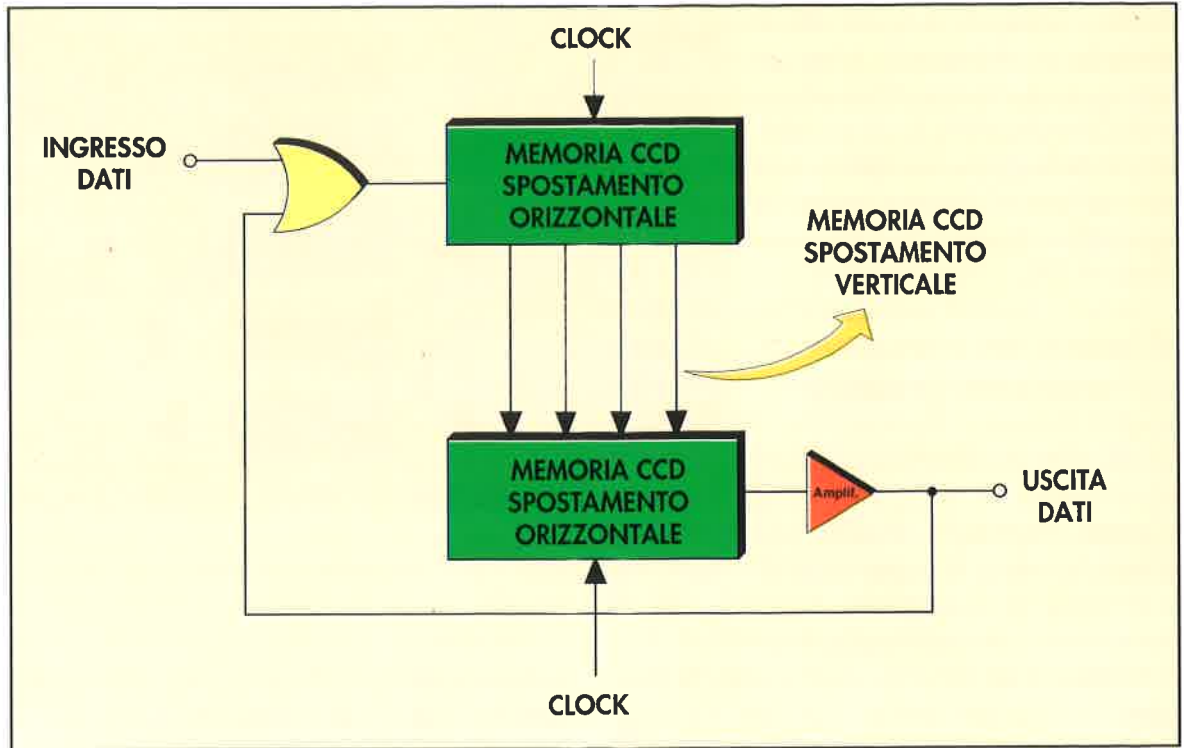 CLOCK
INGRESSO
DATI
MEMORIA CCD
SPOSTAMENTO
ORIZZONTALE
MEMORIA CCD
SPOSTAMENTO
VERTICALE
MEMORIA CCD
SPOSTAMENTO
ORIZZONTALE
Amplif.
USCITA
DATI
CLOCK